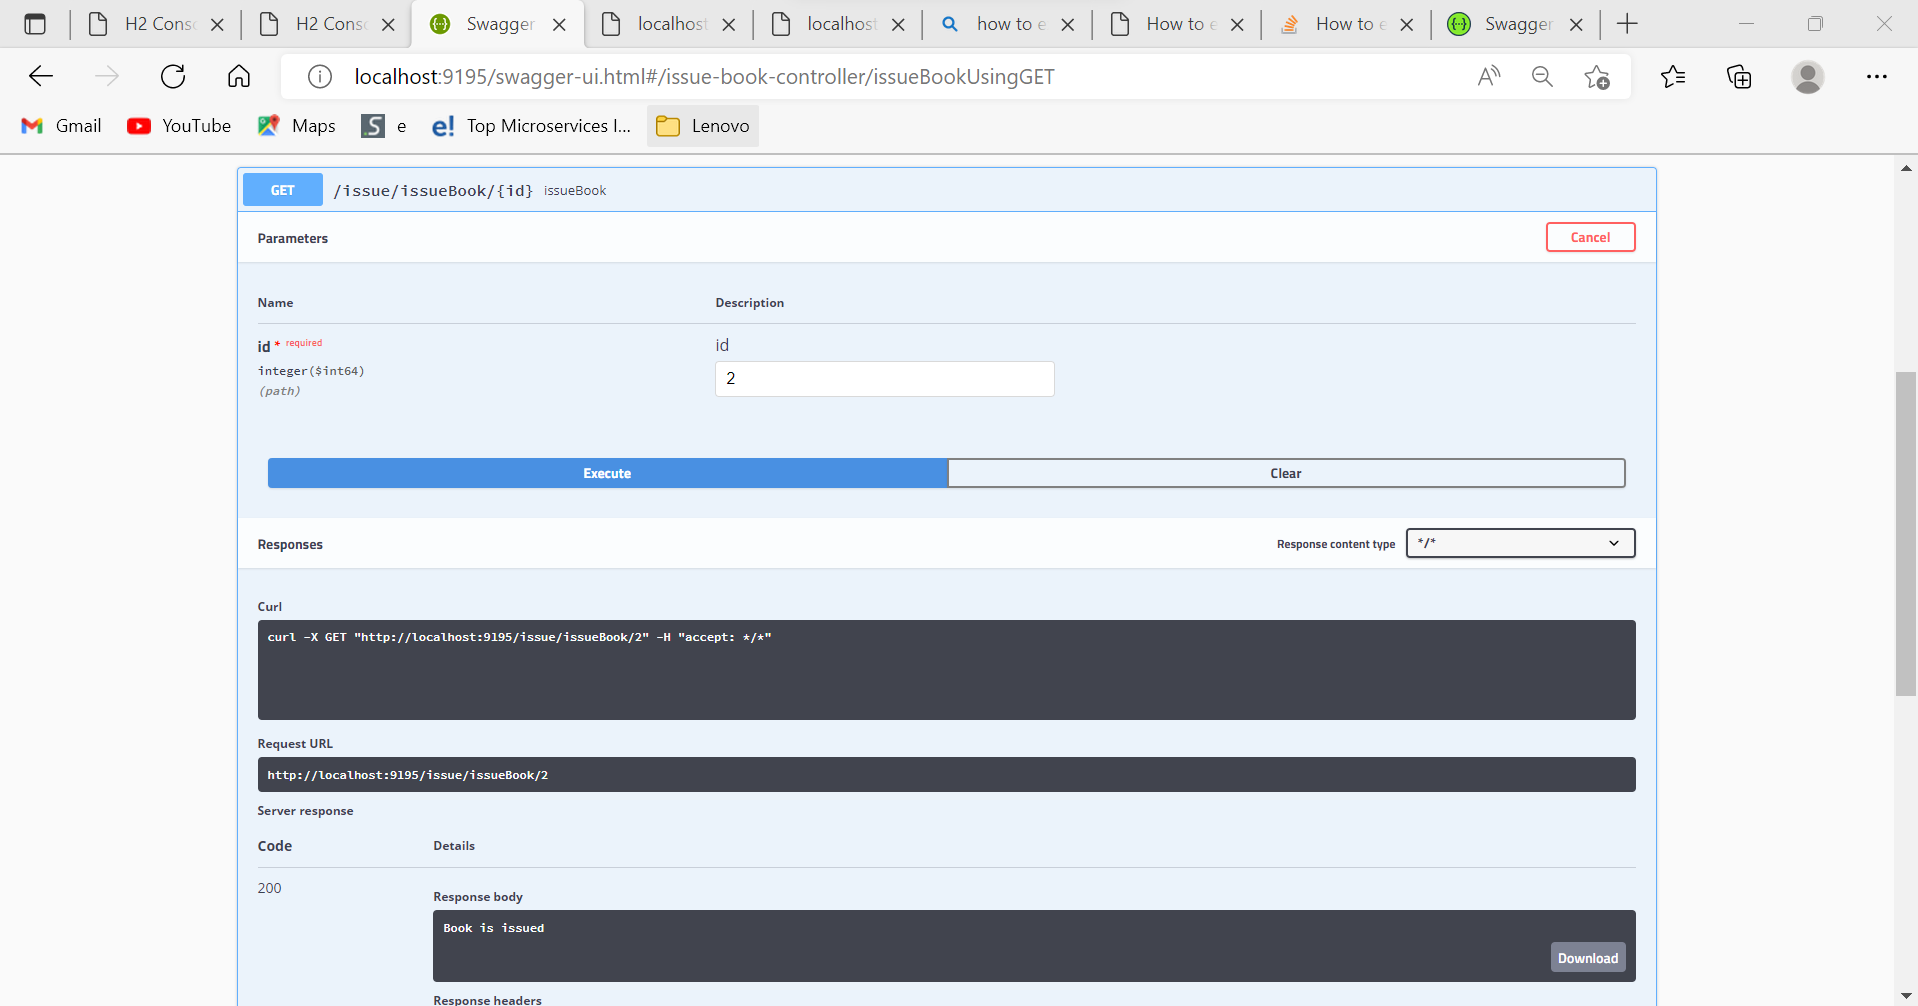 H2 Cons H2 Cons Swagger localhost localhost how to e How to e How to e Swagger
localhost:9195/swagger-ui.html#/issue-book-controller/issueBookUsingGET
Gmail YouTube Maps e Top Microservices I... Lenovo
GET /issue/issueBook/{id} issueBook
Parameters Cancel
Name Description
id * required id
integer($int64) 2
(path)
Execute Clear
Responses Response content type */*
Curl
curl -X GET "http://localhost:9195/issue/issueBook/2" -H "accept: */*"
Request URL
http://localhost:9195/issue/issueBook/2
Server response
Code Details
200
Response body
Book is issued
Download
Response headers